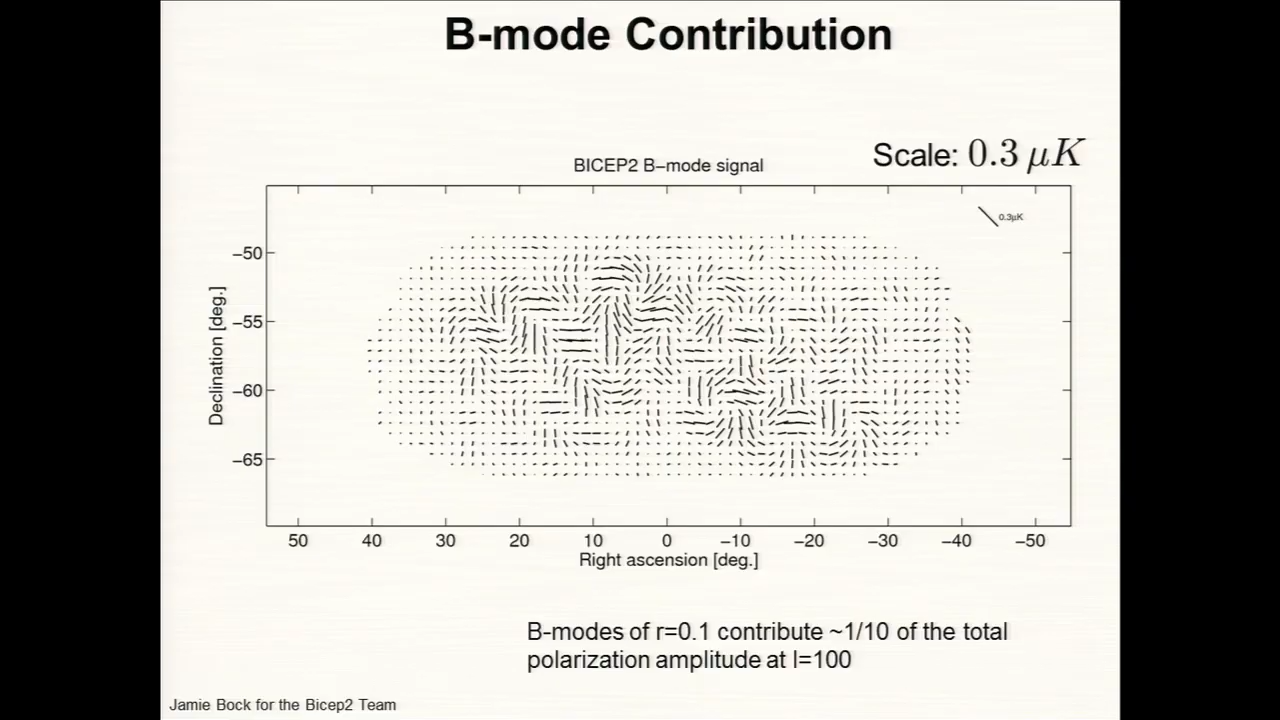 B-mode Contribution
Scale: 0.3 μK
BICEP2 B−mode signal
0.3μK
−50
−55
−60
−65
Declination [deg.]
50 40 30 20 10 0 −10 −20 −30 −40 −50
Right ascension [deg.]
B-modes of r=0.1 contribute ~1/10 of the total
polarization amplitude at l=100
Jamie Bock for the Bicep2 Team